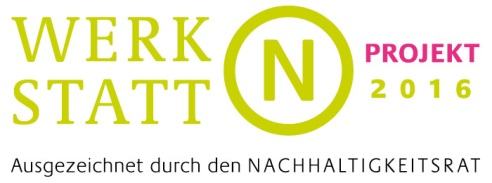 WERK
STATT
N
PROJEKT
2016
Ausgezeichnet durch den NACHHALTIGKEITSRAT